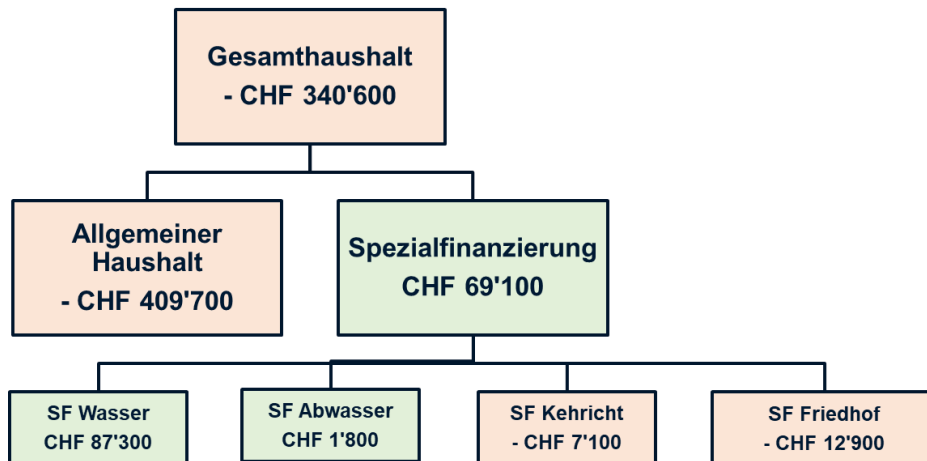 Gesamthaushalt
- CHF 340'600
Allgemeiner
Haushalt
- CHF 409'700
Spezialfinanzierung
CHF 69'100
SF Wasser
CHF 87'300
SF Abwasser
CHF 1'800
SF Kehricht
- CHF 7'100
SF Friedhof
- CHF 12'900